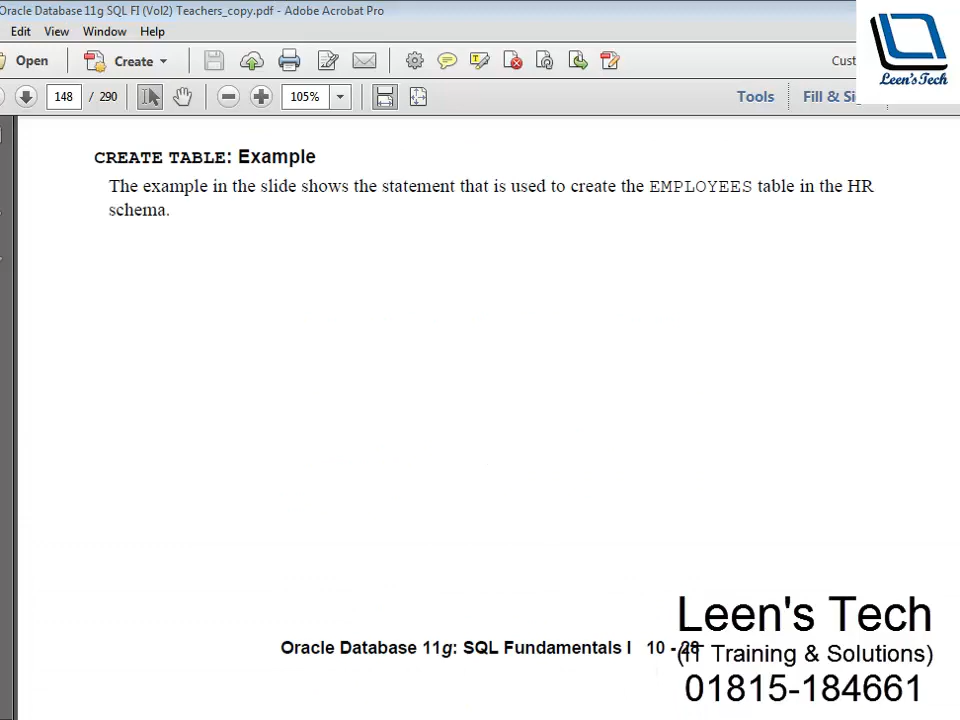 Oracle Database 11g SQL FI (Vol2) Teachers_copy.pdf - Adobe Acrobat Pro
Edit View Window Help
Open Create Cust
148 / 290 105% Tools Fill & Si
Leen'sTech
CREATE TABLE: Example
The example in the slide shows the statement that is used to create the EMPLOYEES table in the HR
schema.
Leen's Tech
Oracle Database 11g: SQL Fundamentals I 10 - 28
(IT Training & Solutions)
01815-184661